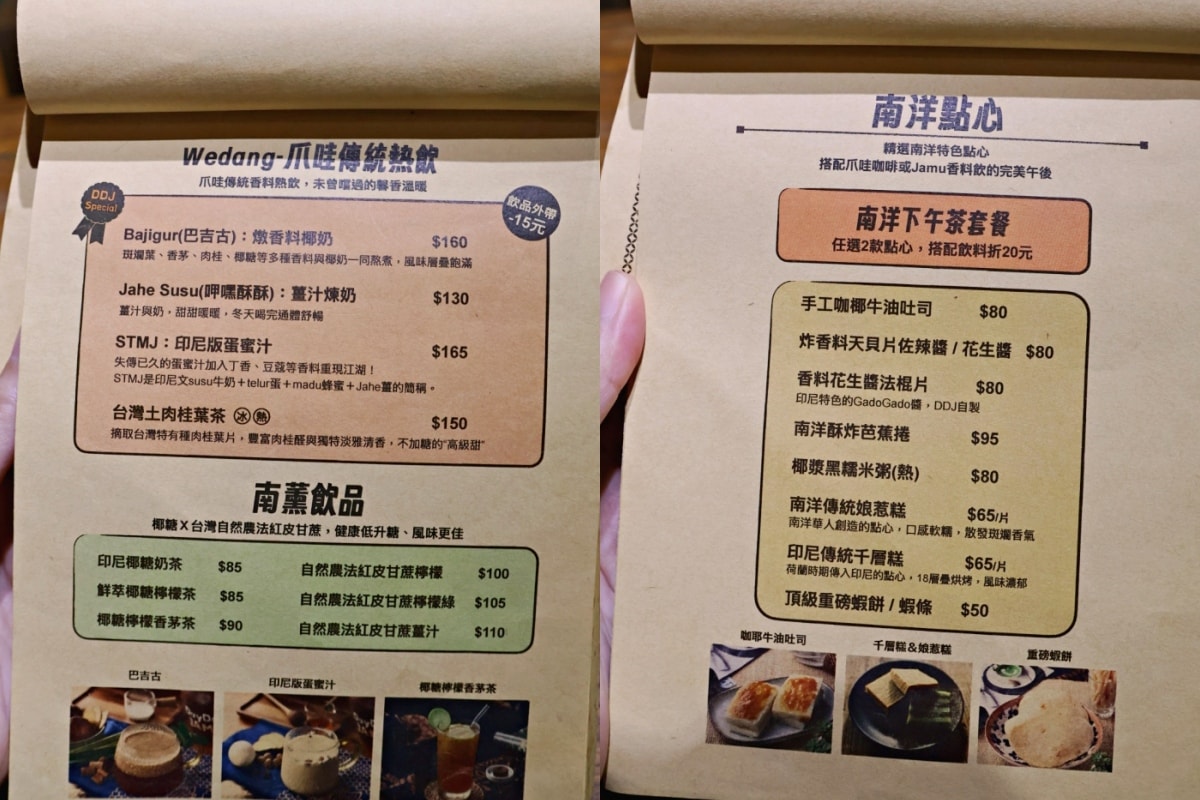 Wedang-爪哇傳統熱飲
爪哇傳統香料熱飲，未曾嚐過的馨香溫暖
DDJ
Special
飲品外帶
-15元
Bajigur(巴吉古)：燉香料椰奶 $160
斑斕葉、香茅、肉桂、椰糖等多種香料與椰奶一同熬煮，風味層疊飽滿
Jahe Susu(呷嘿酥酥)：薑汁煉奶 $130
薑汁與奶，甜甜暖暖，冬天喝完通體舒暢
STMJ：印尼版蛋蜜汁 $165
失傳已久的蛋蜜汁加入丁香、豆蔻等香料重現江湖！
STMJ是印尼文susu牛奶＋telur蛋＋madu蜂蜜＋Jahe薑的簡稱。
台灣土肉桂葉茶 冰 熱 $150
摘取台灣特有種肉桂葉片，豐富肉桂醛與獨特淡雅清香，不加糖的“高級甜”
南薰飲品
椰糖X台灣自然農法紅皮甘蔗，健康低升糖、風味更佳
印尼椰糖奶茶 $85 自然農法紅皮甘蔗檸檬 $100
鮮萃椰糖檸檬茶 $85 自然農法紅皮甘蔗檸檬綠 $105
椰糖檸檬香茅茶 $90 自然農法紅皮甘蔗薑汁 $110
巴吉古 印尼版蛋蜜汁 椰糖檸檬香茅茶
南洋點心
精選南洋特色點心
搭配爪哇咖啡或Jamu香料飲的完美午後
南洋下午茶套餐
任選2款點心，搭配飲料折20元
手工咖椰牛油吐司 $80
炸香料天貝片佐辣醬 / 花生醬 $80
香料花生醬法棍片 $80
印尼特色的GadoGado醬，DDJ自製
南洋酥炸芭蕉捲 $95
椰漿黑糯米粥(熱) $80
南洋傳統娘惹糕 $65/片
南洋華人創造的點心，口感軟糯，散發斑斕香氣
印尼傳統千層糕 $65/片
荷蘭時期傳入印尼的點心，18層疊烘烤，風味濃郁
頂級重磅蝦餅 / 蝦條 $50
咖耶牛油吐司 千層糕＆娘惹糕 重磅蝦餅